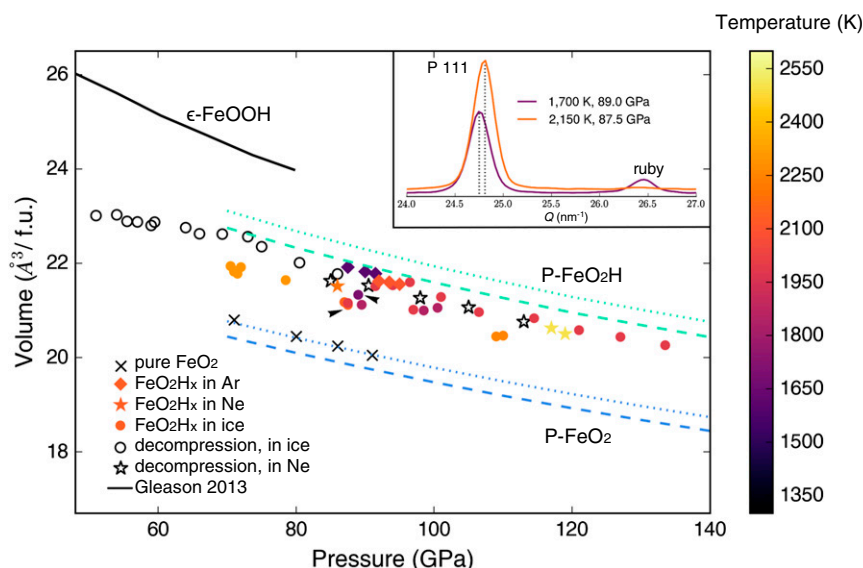 Temperature (K)
26
24
22
20
18
Volume (Å³/ f.u.)
60
80
100
120
140
Pressure (GPa)
ϵ-FeOOH
P-FeO₂H
P-FeO₂
pure FeO₂
FeO₂Hₓ in Ar
FeO₂Hₓ in Ne
FeO₂Hₓ in ice
decompression, in ice
decompression, in Ne
Gleason 2013
P 111
1,700 K, 89.0 GPa
2,150 K, 87.5 GPa
ruby
24.0 24.5 25.0 25.5 26.0 26.5 27.0
Q (nm⁻¹)
2550
2400
2250
2100
1950
1800
1650
1500
1350